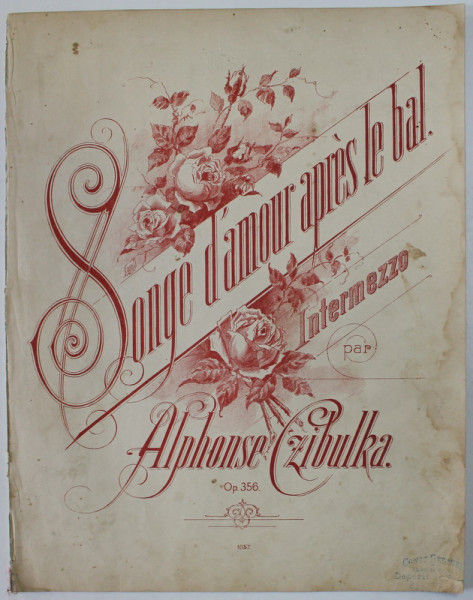 Songe d'amour après le bal.
Intermezzo
par
Alphonse Czibulka.
Op. 356.